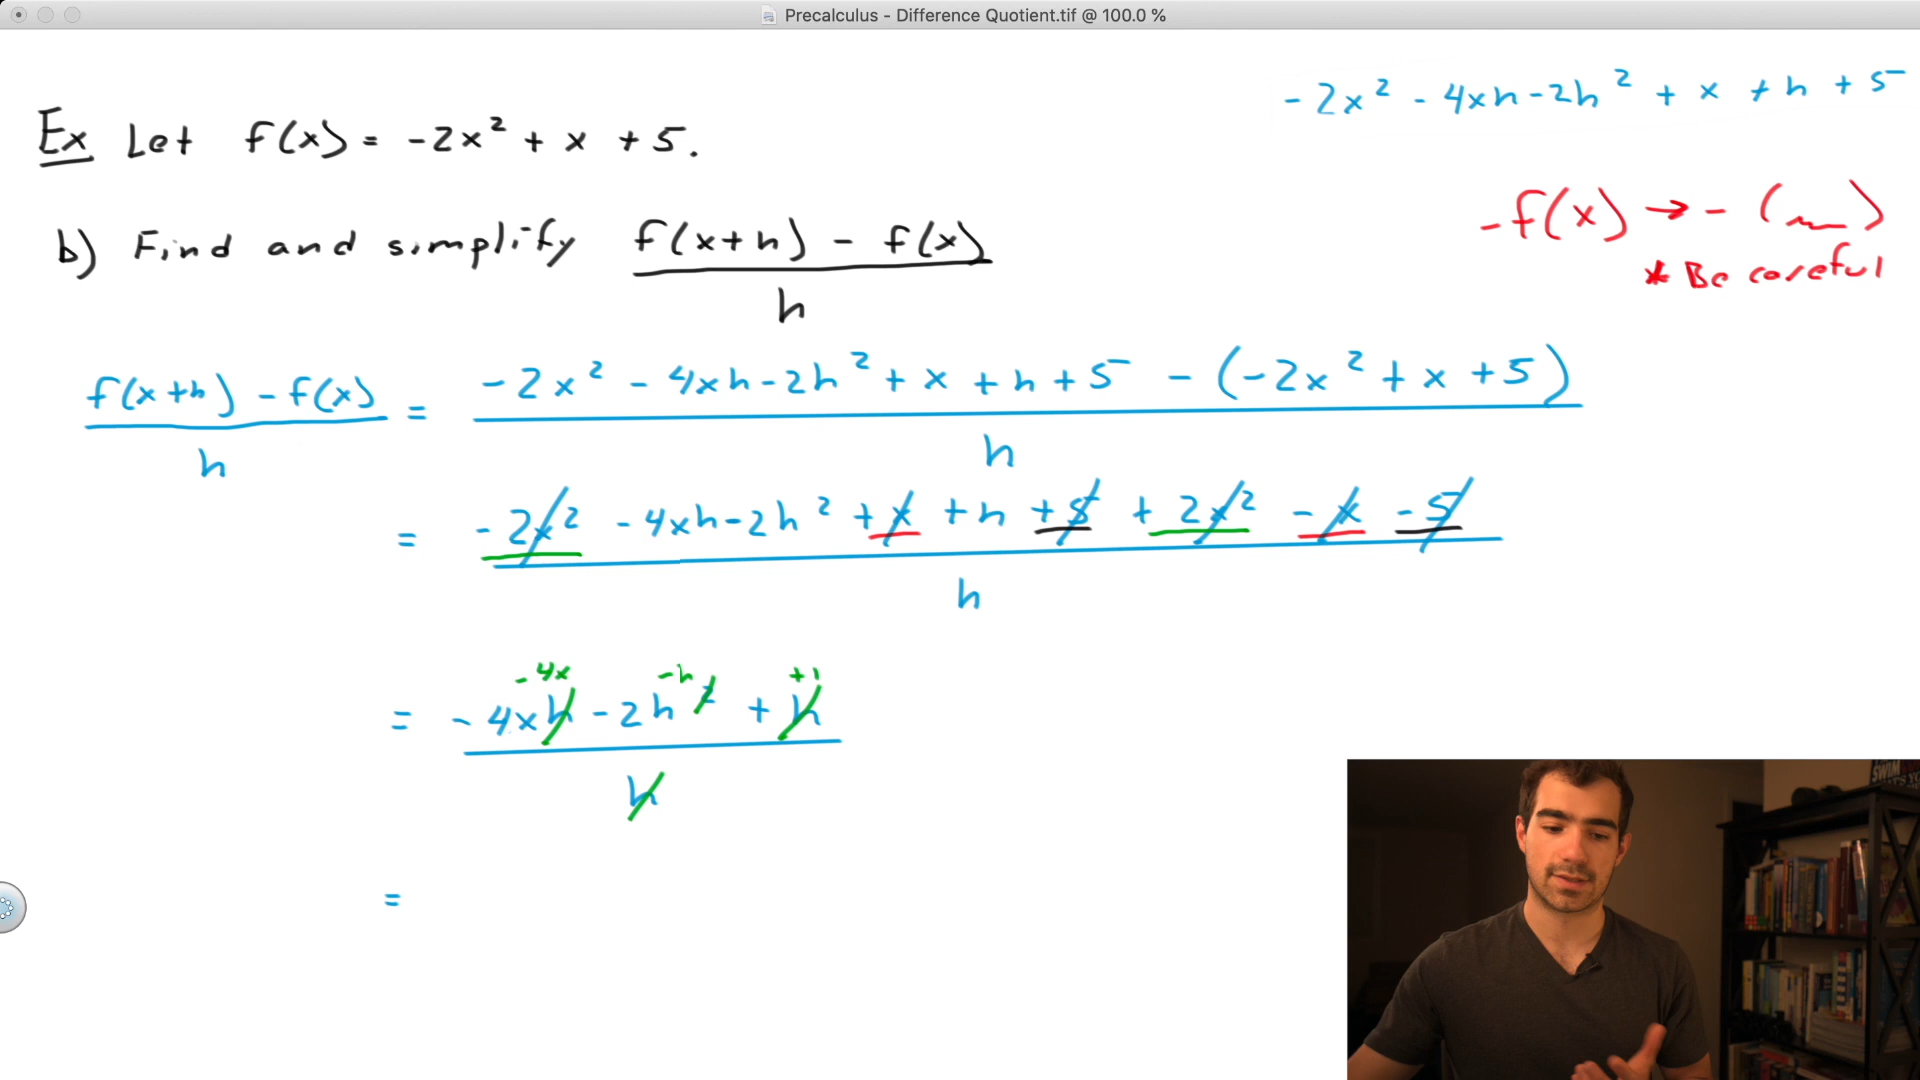 Precalculus - Difference Quotient.tif @ 100.0 %
-2x² - 4xh - 2h² + x + h + 5
Ex Let f(x) = -2x² + x + 5.
-f(x) → - ( )
* Be careful
b) Find and simplify f(x+h) - f(x)
h
f(x+h) - f(x) = -2x² - 4xh - 2h² + x + h + 5 - (-2x² + x + 5)
h h
= -2x² - 4xh - 2h² + x + h + 5 + 2x² - x - 5
h
-4x -h +1
= -4xh - 2h² + h
h
=
SWIM